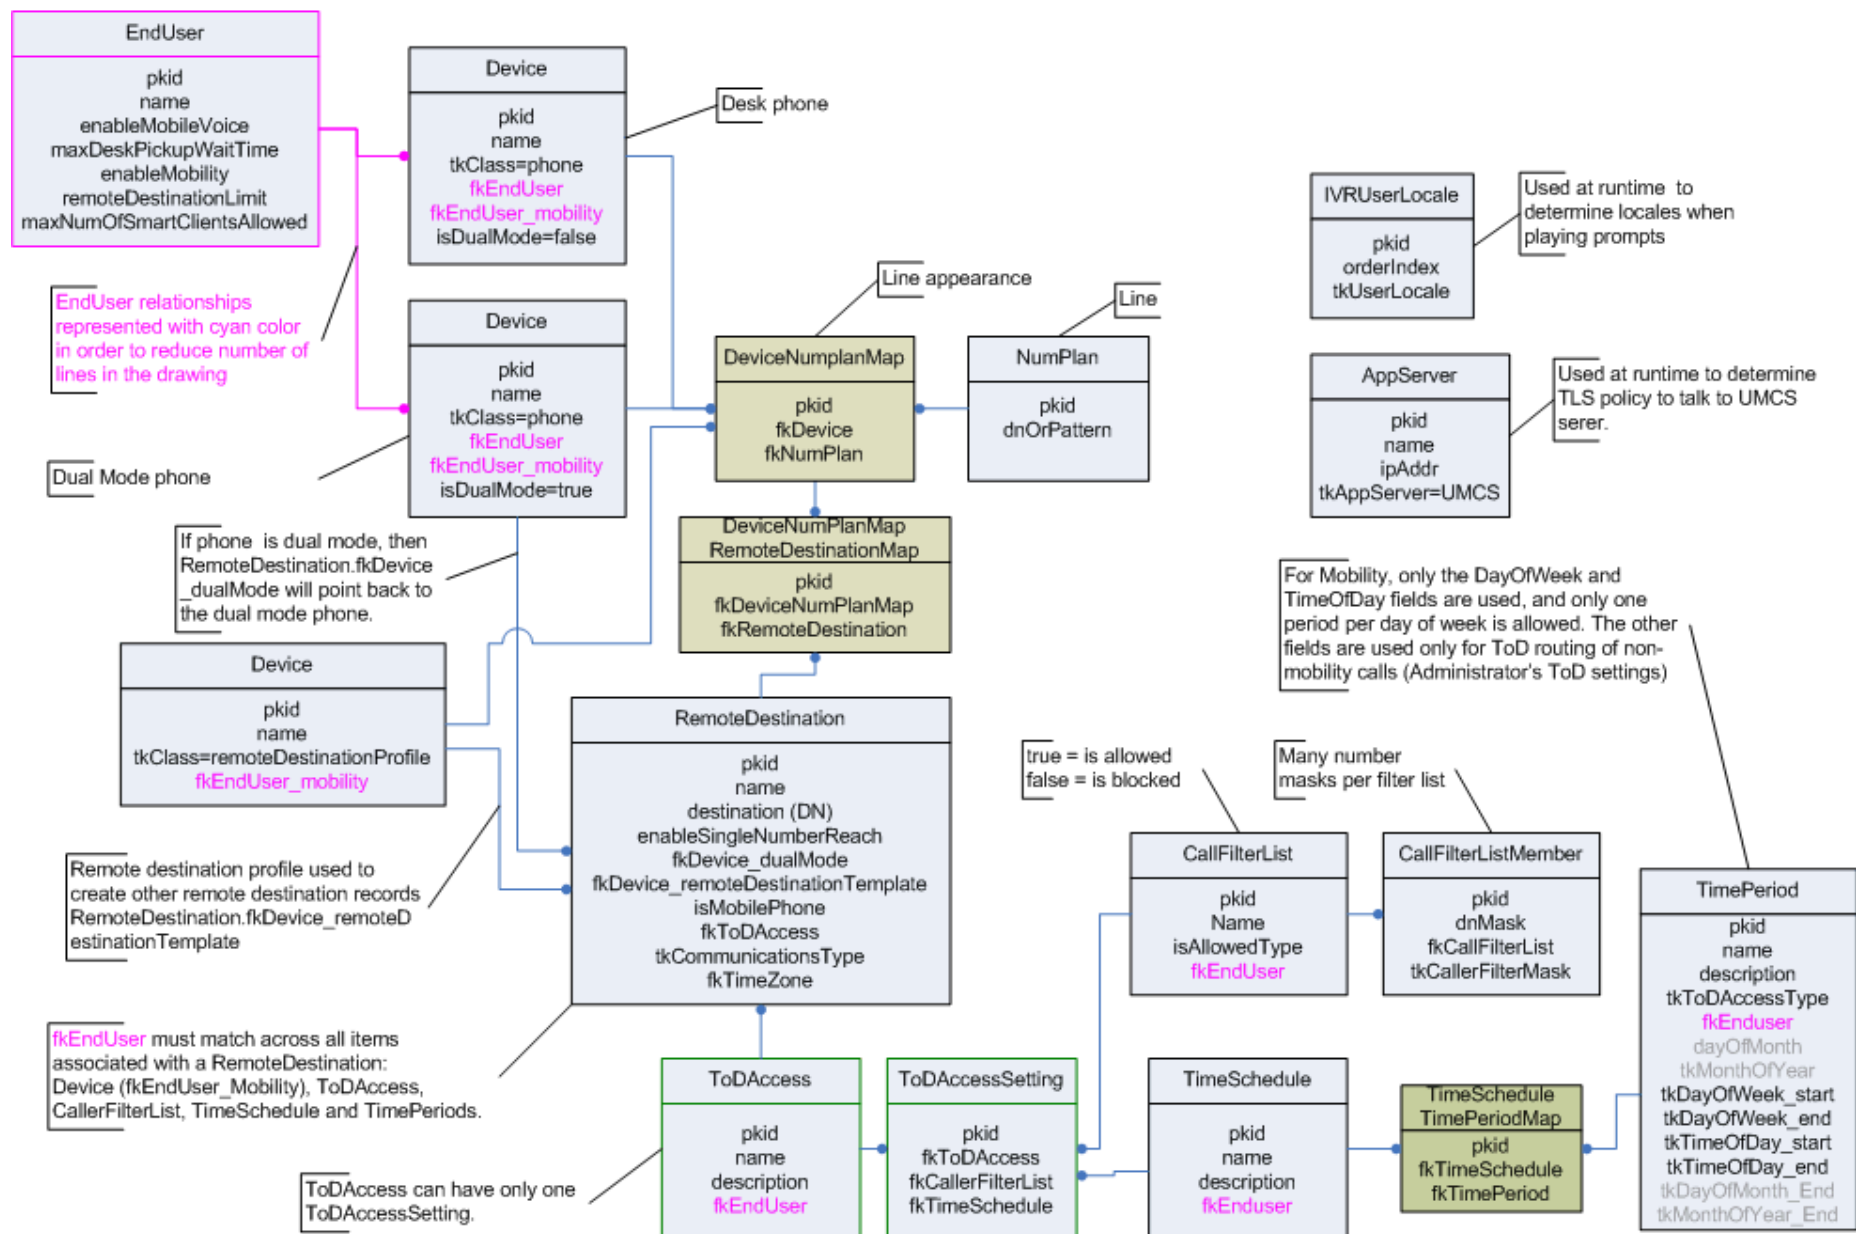 EndUser
pkid
name
enableMobileVoice
maxDeskPickupWaitTime
enableMobility
remoteDestinationLimit
maxNumOfSmartClientsAllowed
Device
pkid
name
tkClass=phone
fkEndUser
fkEndUser_mobility
isDualMode=false
Desk phone
EndUser relationships
represented with cyan color
in order to reduce number of
lines in the drawing
Device
pkid
name
tkClass=phone
fkEndUser
fkEndUser_mobility
isDualMode=true
Dual Mode phone
Line appearance
Line
DeviceNumplanMap
pkid
fkDevice
fkNumPlan
NumPlan
pkid
dnOrPattern
IVRUserLocale
pkid
orderIndex
tkUserLocale
Used at runtime to
determine locales when
playing prompts
AppServer
pkid
name
ipAddr
tkAppServer=UMCS
Used at runtime to determine
TLS policy to talk to UMCS
serer.
If phone is dual mode, then
RemoteDestination.fkDevice
_dualMode will point back to
the dual mode phone.
DeviceNumPlanMap
RemoteDestinationMap
pkid
fkDeviceNumPlanMap
fkRemoteDestination
For Mobility, only the DayOfWeek and
TimeOfDay fields are used, and only one
period per day of week is allowed. The other
fields are used only for ToD routing of non-
mobility calls (Administrator's ToD settings)
Device
pkid
name
tkClass=remoteDestinationProfile
fkEndUser_mobility
RemoteDestination
pkid
name
destination (DN)
enableSingleNumberReach
fkDevice_dualMode
fkDevice_remoteDestinationTemplate
isMobilePhone
fkToDAccess
tkCommunicationsType
fkTimeZone
true = is allowed
false = is blocked
Many number
masks per filter list
Remote destination profile used to
create other remote destination records
RemoteDestination.fkDevice_remoteD
estinationTemplate
CallFilterList
pkid
Name
isAllowedType
fkEndUser
CallFilterListMember
pkid
dnMask
fkCallFilterList
tkCallerFilterMask
TimePeriod
pkid
name
description
tkToDAccessType
fkEnduser
dayOfMonth
tkMonthOfYear
tkDayOfWeek_start
tkDayOfWeek_end
tkTimeOfDay_start
tkTimeOfDay_end
tkDayOfMonth_End
tkMonthOfYear_End
fkEndUser must match across all items
associated with a RemoteDestination:
Device (fkEndUser_Mobility), ToDAccess,
CallerFilterList, TimeSchedule and TimePeriods.
ToDAccess can have only one
ToDAccessSetting.
ToDAccess
pkid
name
description
fkEndUser
ToDAccessSetting
pkid
fkToDAccess
fkCallerFilterList
fkTimeSchedule
TimeSchedule
pkid
name
description
fkEnduser
TimeSchedule
TimePeriodMap
pkid
fkTimeSchedule
fkTimePeriod